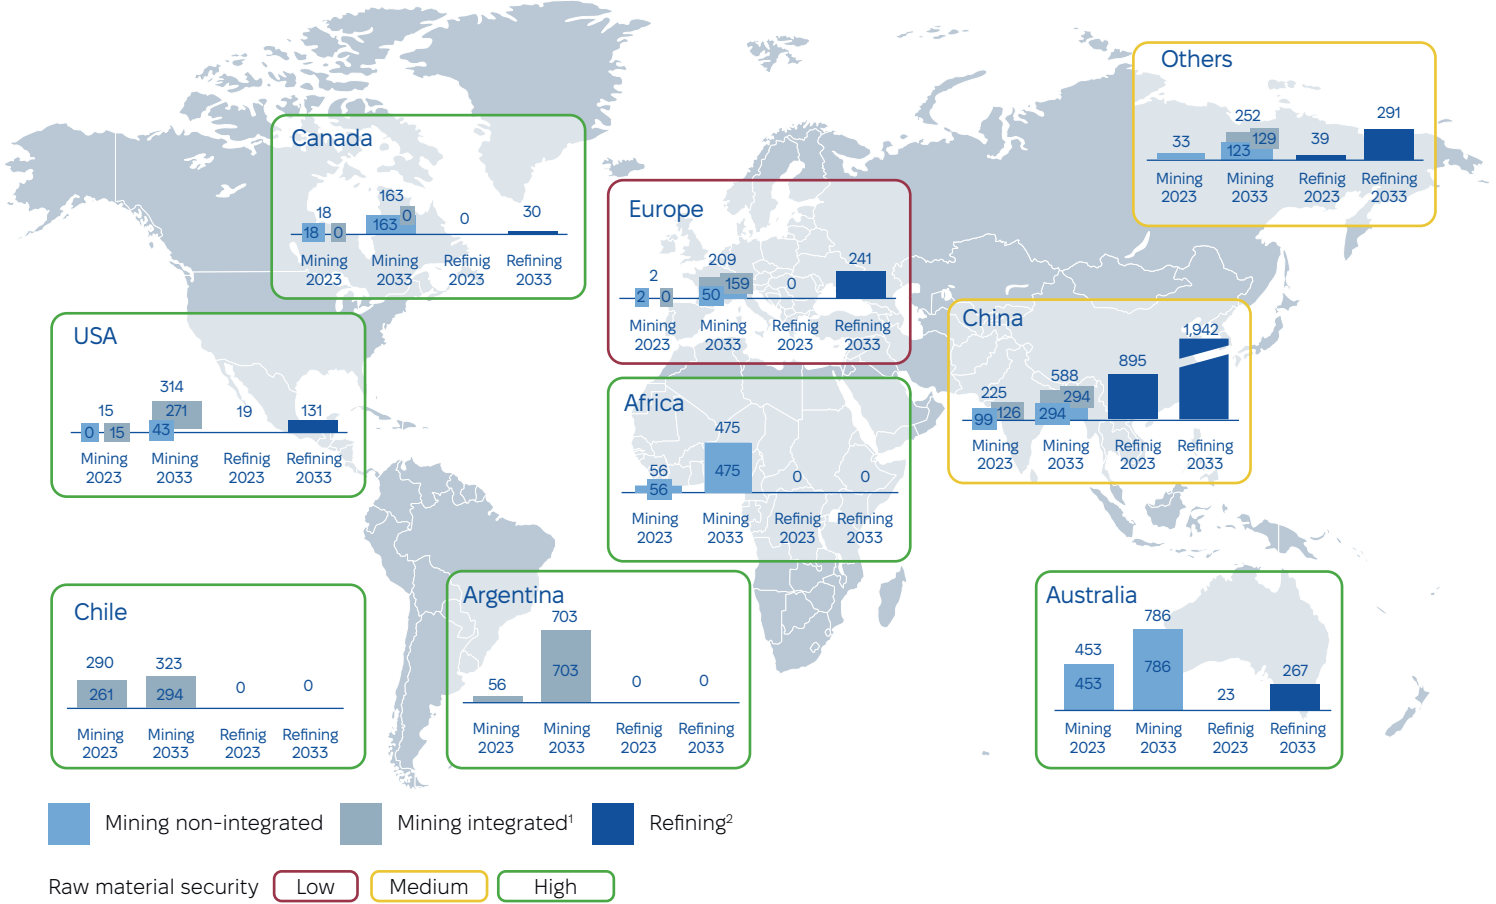 Others
33
252
123
129
39
291
Mining
2023
Mining
2033
Refinig
2023
Refining
2033
Canada
18
18
0
163
163
0
0
30
Mining
2023
Mining
2033
Refinig
2023
Refining
2033
Europe
2
2
0
209
50
159
0
241
Mining
2023
Mining
2033
Refinig
2023
Refining
2033
USA
15
0
15
314
43
271
19
131
Mining
2023
Mining
2033
Refinig
2023
Refining
2033
China
225
99
126
588
294
294
895
1,942
Mining
2023
Mining
2033
Refinig
2023
Refining
2033
Africa
56
56
475
475
0
0
Mining
2023
Mining
2033
Refinig
2023
Refining
2033
Chile
290
261
323
294
0
0
Mining
2023
Mining
2033
Refinig
2023
Refining
2033
Argentina
56
703
703
0
0
Mining
2023
Mining
2033
Refinig
2023
Refining
2033
Australia
453
453
786
786
23
267
Mining
2023
Mining
2033
Refinig
2023
Refining
2033
Mining non-integrated
Mining integrated¹
Refining²
Raw material security
Low
Medium
High